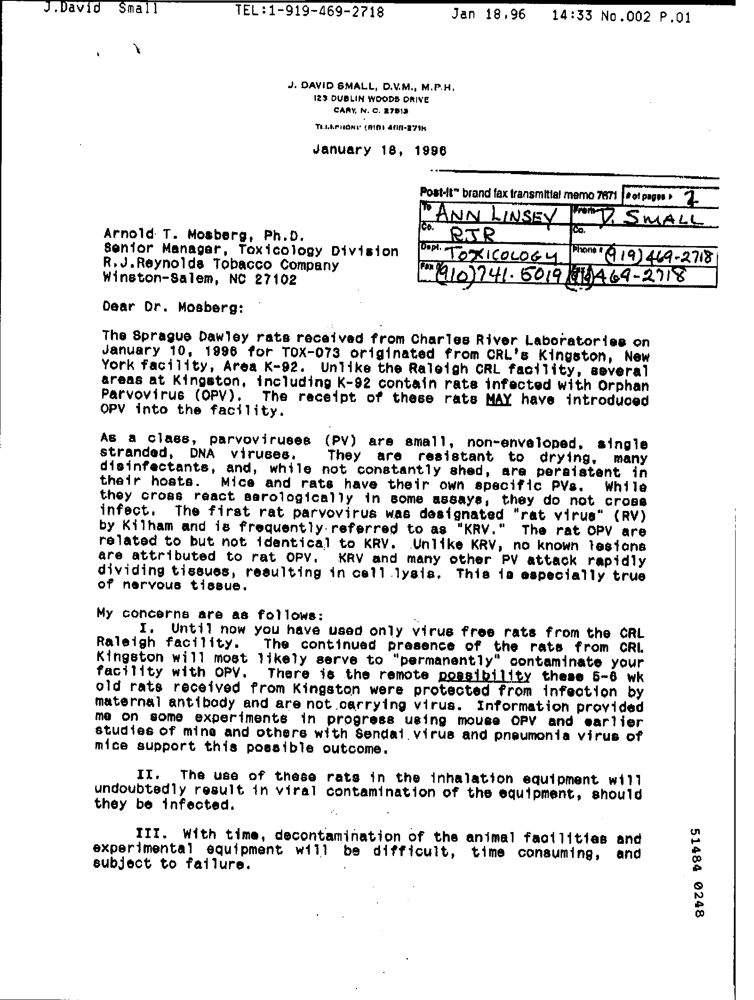 J.David Small TEL:1-919-469-2718 Jan 18,96 14:33 No.002 P.01
J. DAVID SMALL, D.V.M., M.P.H.
123 DUBLIN WOODS DRIVE
CARY, N. C. 27513
TELEPHONE (919) 469-2718
January 18, 1996
Post-It™ brand fax transmittal memo 7671 # of pages ▸ 2
To ANN LINSEY From D. SMALL
Co. RJR Co.
Dept. TOXICOLOGY Phone # (919)469-2718
Fax # (910)741-5019 (919)469-2718
Arnold T. Mosberg, Ph.D.
Senior Manager, Toxicology Division
R.J.Reynolds Tobacco Company
Winston-Salem, NC 27102
Dear Dr. Mosberg:
The Sprague Dawley rats received from Charles River Laboratories on
January 10, 1996 for TOX-073 originated from CRL's Kingston, New
York facility, Area K-92. Unlike the Raleigh CRL facility, several
areas at Kingston, including K-92 contain rats infected with Orphan
Parvovirus (OPV). The receipt of these rats MAY have introduced
OPV into the facility.
As a class, parvoviruses (PV) are small, non-enveloped, single
stranded, DNA viruses. They are resistant to drying, many
disinfectants, and, while not constantly shed, are persistent in
their hosts. Mice and rats have their own specific PVs. While
they cross react serologically in some assays, they do not cross
infect. The first rat parvovirus was designated "rat virus" (RV)
by Kilham and is frequently referred to as "KRV." The rat OPV are
related to but not identical to KRV. Unlike KRV, no known lesions
are attributed to rat OPV. KRV and many other PV attack rapidly
dividing tissues, resulting in cell lysis. This is especially true
of nervous tissue.
My concerns are as follows:
I. Until now you have used only virus free rats from the CRL
Raleigh facility. The continued presence of the rats from CRL
Kingston will most likely serve to "permanently" contaminate your
facility with OPV. There is the remote possibility these 5-6 wk
old rats received from Kingston were protected from infection by
maternal antibody and are not carrying virus. Information provided
me on some experiments in progress using mouse OPV and earlier
studies of mine and others with Sendai virus and pneumonia virus of
mice support this possible outcome.
II. The use of these rats in the inhalation equipment will
undoubtedly result in viral contamination of the equipment, should
they be infected.
III. With time, decontamination of the animal facilities and
experimental equipment will be difficult, time consuming, and
subject to failure.
51484 0248